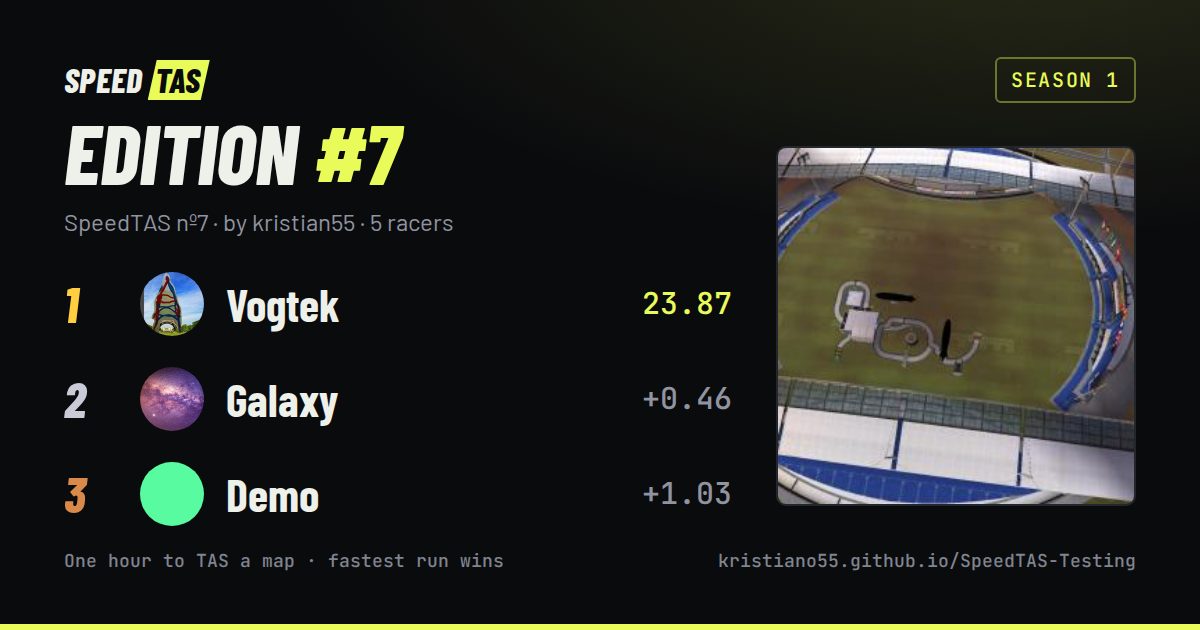 SPEED TAS
SEASON 1
EDITION #7
SpeedTAS nº7 · by kristian55 · 5 racers
1 Vogtek 23.87
2 Galaxy +0.46
3 Demo +1.03
One hour to TAS a map · fastest run wins
kristiano55.github.io/SpeedTAS-Testing